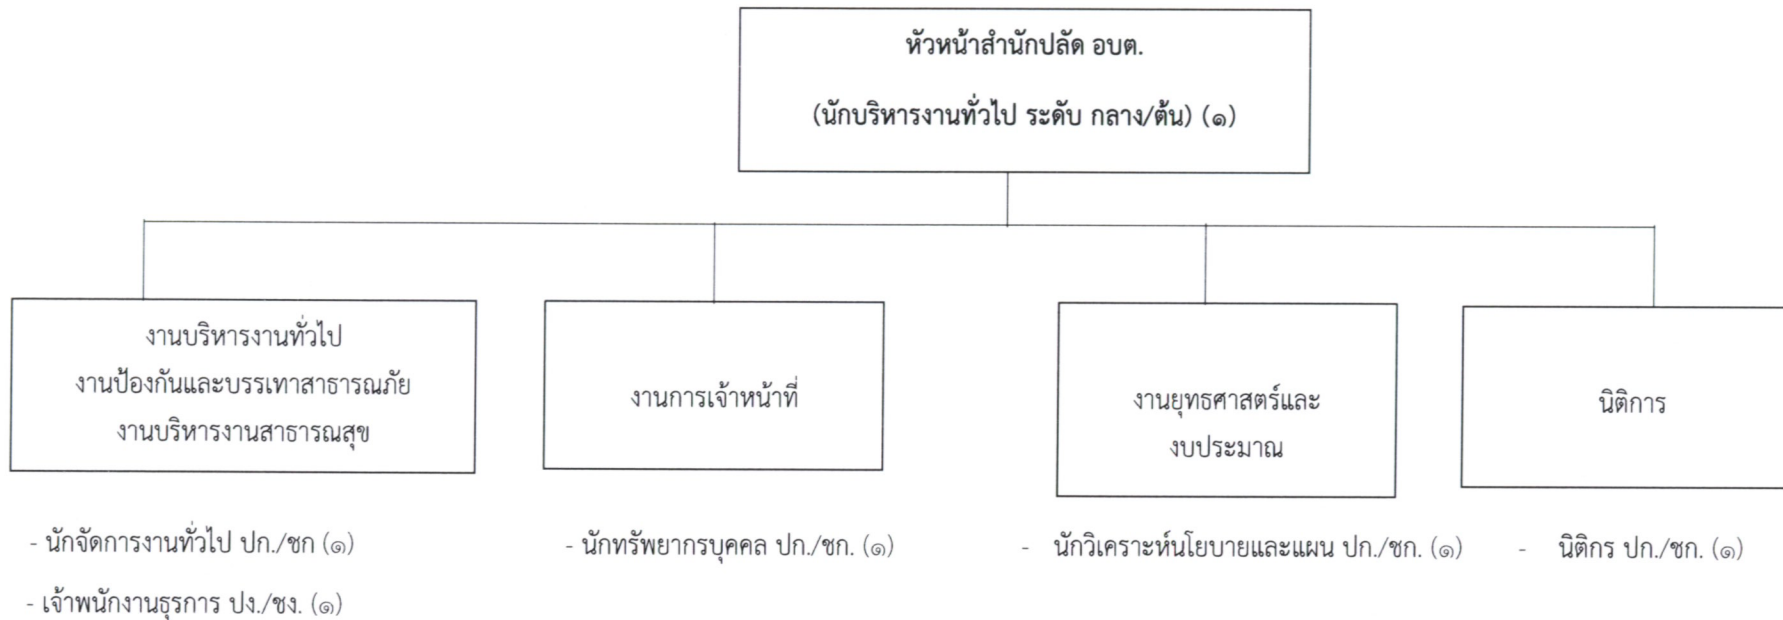 หัวหน้าสำนักปลัด อบต.
(นักบริหารงานทั่วไป ระดับ กลาง/ต้น) (๑)
งานบริหารงานทั่วไป
งานป้องกันและบรรเทาสาธารณภัย
งานบริหารงานสาธารณสุข
งานการเจ้าหน้าที่
งานยุทธศาสตร์และ
งบประมาณ
นิติการ
- นักจัดการงานทั่วไป ปก./ชก (๑)
- เจ้าพนักงานธุรการ ปง./ชง. (๑)
- นักทรัพยากรบุคคล ปก./ชก. (๑)
- นักวิเคราะห์นโยบายและแผน ปก./ชก. (๑)
- นิติกร ปก./ชก. (๑)